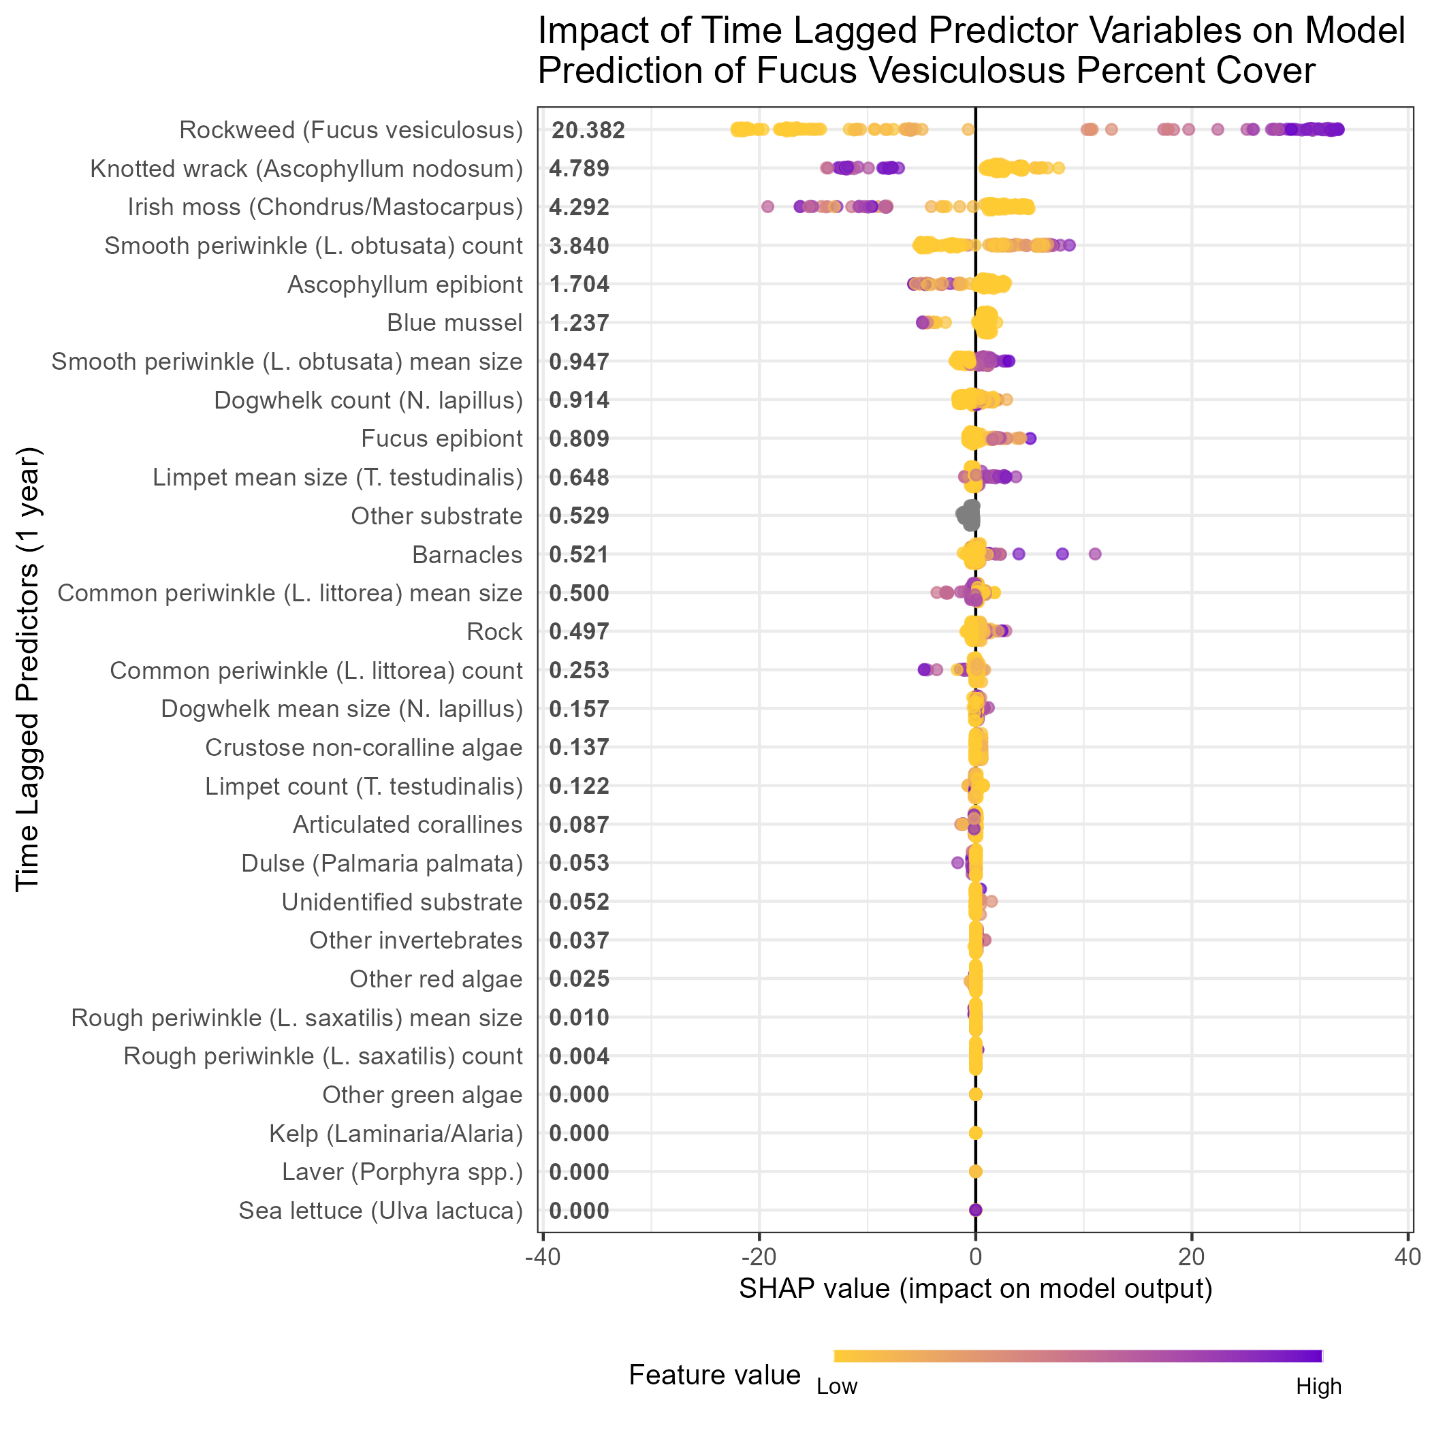 Impact of Time Lagged Predictor Variables on Model
Prediction of Fucus Vesiculosus Percent Cover
Time Lagged Predictors (1 year)
Rockweed (Fucus vesiculosus) 20.382
Knotted wrack (Ascophyllum nodosum) 4.789
Irish moss (Chondrus/Mastocarpus) 4.292
Smooth periwinkle (L. obtusata) count 3.840
Ascophyllum epibiont 1.704
Blue mussel 1.237
Smooth periwinkle (L. obtusata) mean size 0.947
Dogwhelk count (N. lapillus) 0.914
Fucus epibiont 0.809
Limpet mean size (T. testudinalis) 0.648
Other substrate 0.529
Barnacles 0.521
Common periwinkle (L. littorea) mean size 0.500
Rock 0.497
Common periwinkle (L. littorea) count 0.253
Dogwhelk mean size (N. lapillus) 0.157
Crustose non-coralline algae 0.137
Limpet count (T. testudinalis) 0.122
Articulated corallines 0.087
Dulse (Palmaria palmata) 0.053
Unidentified substrate 0.052
Other invertebrates 0.037
Other red algae 0.025
Rough periwinkle (L. saxatilis) mean size 0.010
Rough periwinkle (L. saxatilis) count 0.004
Other green algae 0.000
Kelp (Laminaria/Alaria) 0.000
Laver (Porphyra spp.) 0.000
Sea lettuce (Ulva lactuca) 0.000
-40 -20 0 20 40
SHAP value (impact on model output)
Feature value
Low High